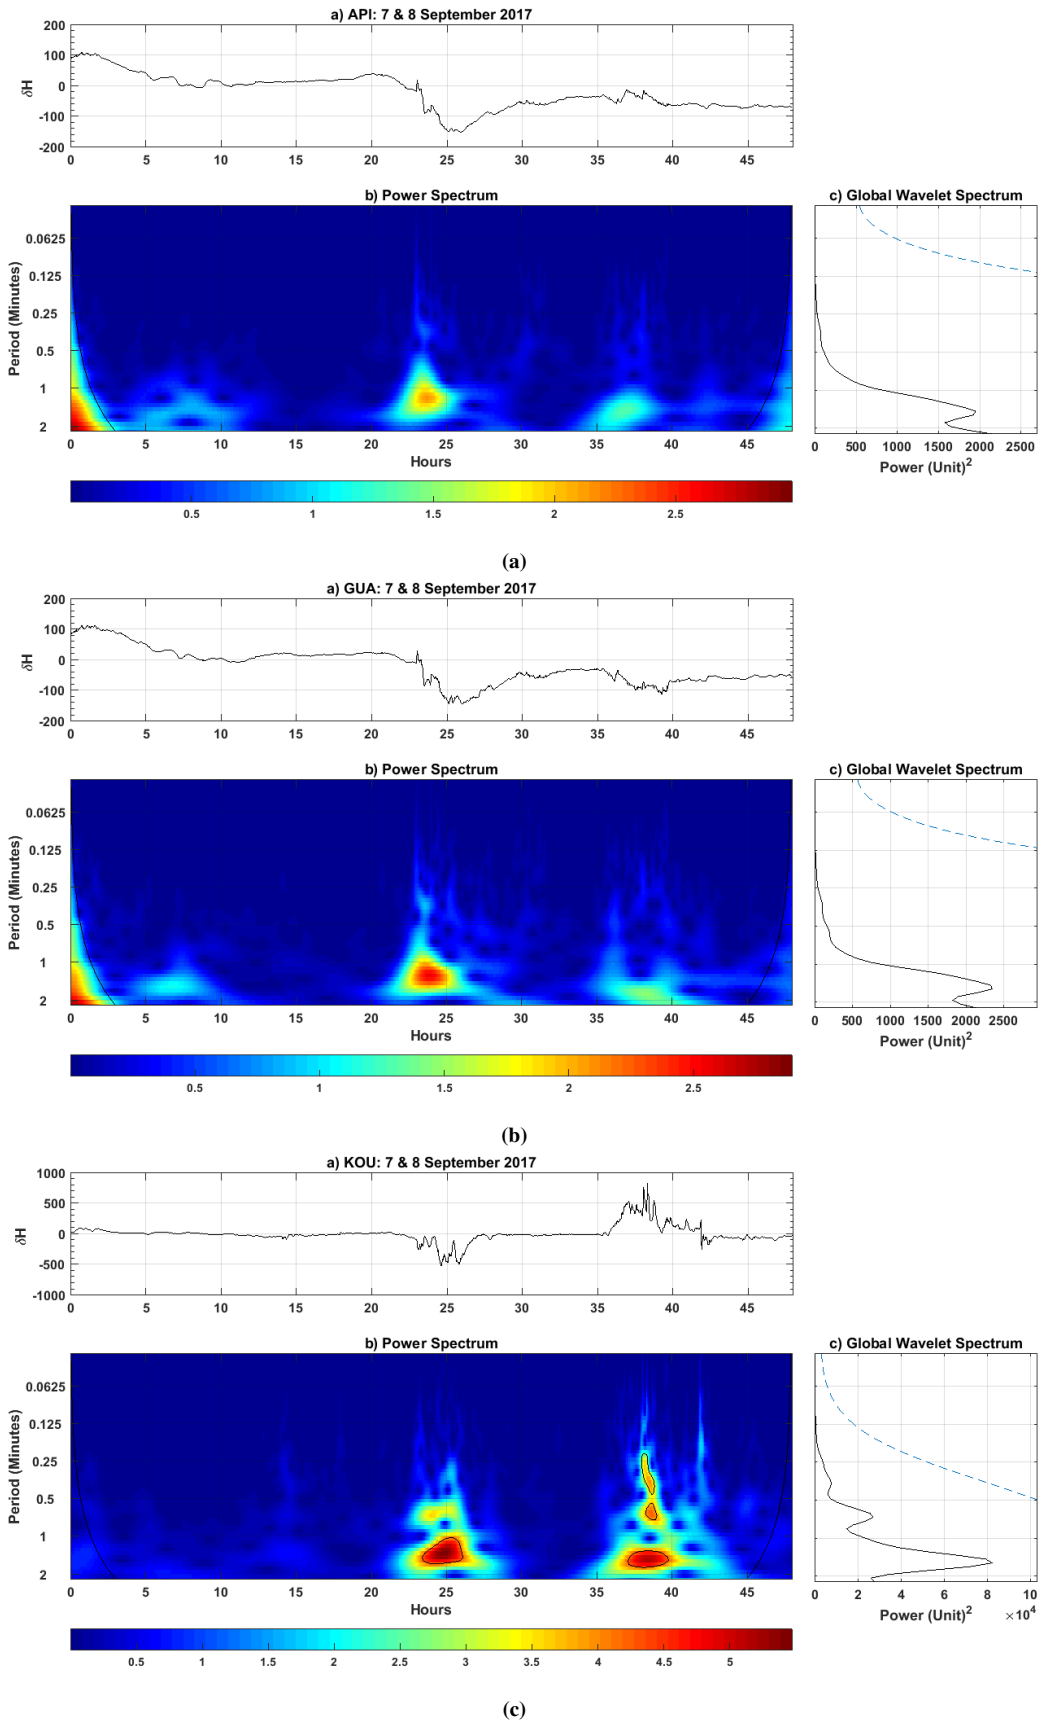 a) API: 7 & 8 September 2017
200
100
0
-100
-200
δH
0 5 10 15 20 25 30 35 40 45
b) Power Spectrum
c) Global Wavelet Spectrum
0.0625
0.125
0.25
0.5
1
2
Period (Minutes)
0 5 10 15 20 25 30 35 40 45
Hours
0 500 1000 1500 2000 2500
Power (Unit)2
0.5 1 1.5 2 2.5
(a)
a) GUA: 7 & 8 September 2017
200
100
0
-100
-200
δH
0 5 10 15 20 25 30 35 40 45
b) Power Spectrum
c) Global Wavelet Spectrum
0.0625
0.125
0.25
0.5
1
2
Period (Minutes)
0 5 10 15 20 25 30 35 40 45
Hours
0 500 1000 1500 2000 2500
Power (Unit)2
0.5 1 1.5 2 2.5
(b)
a) KOU: 7 & 8 September 2017
1000
500
0
-500
-1000
δH
0 5 10 15 20 25 30 35 40 45
b) Power Spectrum
c) Global Wavelet Spectrum
0.0625
0.125
0.25
0.5
1
2
Period (Minutes)
0 5 10 15 20 25 30 35 40 45
Hours
0 2 4 6 8 10
×104
Power (Unit)2
0.5 1 1.5 2 2.5 3 3.5 4 4.5 5
(c)